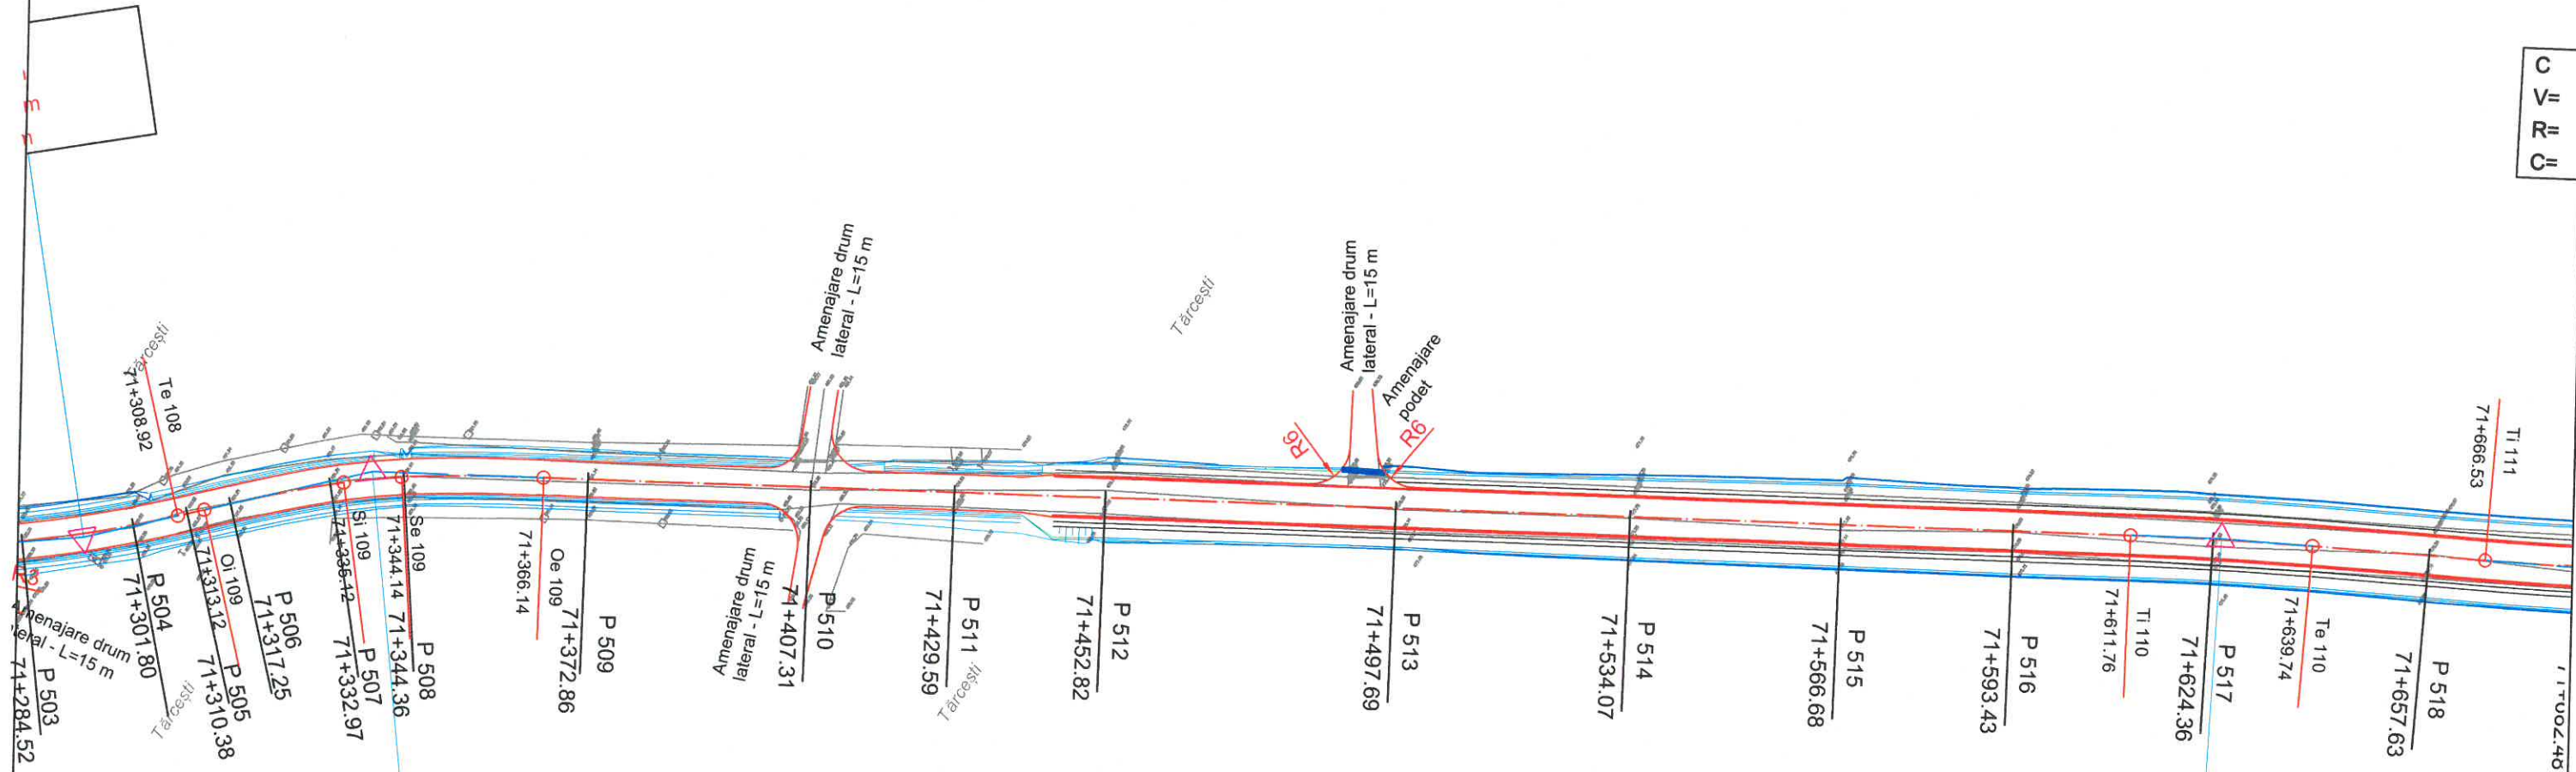 m
C
V=
R=
C=
Târcești
Te 108
71+308.92
Amenajare drum
lateral - L=15 m
Târcești
Amenajare drum
lateral - L=15 m
Amenajare
podeț
R6
R6
Ti 111
71+666.53
Amenajare drum
L=15 m
P 503
71+284.52
71+301.80
Târcești
Oi 109
71+313.12
P 505
71+310.38
P 506
71+317.25
Si 109
71+335.12
P 507
71+332.97
Se 109
71+344.14
P 508
71+344.36
Oe 109
71+366.14
P 509
71+372.86
Amenajare drum
lateral - L=15 m
P 510
71+407.31
P 511
71+429.59
Târcești
P 512
71+452.82
P 513
71+497.69
P 514
71+534.07
P 515
71+566.68
P 516
71+593.43
Ti 110
71+611.76
P 517
71+624.36
Te 110
71+639.74
P 518
71+657.63